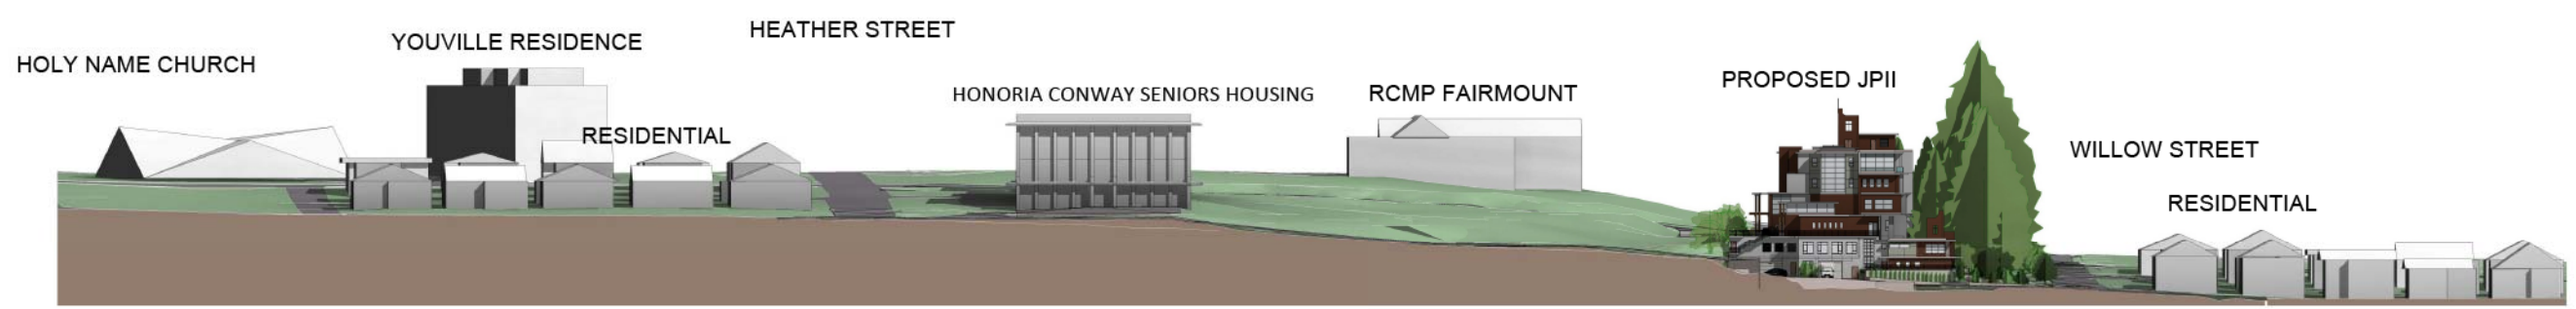 HOLY NAME CHURCH
YOUVILLE RESIDENCE
RESIDENTIAL
HEATHER STREET
HONORIA CONWAY SENIORS HOUSING
RCMP FAIRMOUNT
PROPOSED JPII
WILLOW STREET
RESIDENTIAL